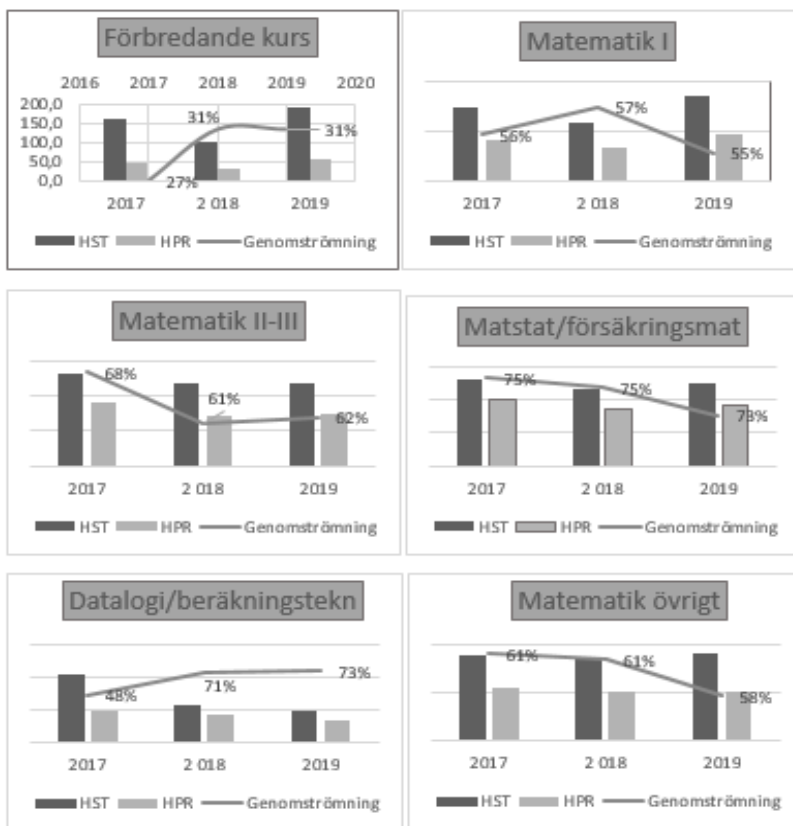 Förbredande kurs
2016 2017 2018 2019 2020
200,0
150,0
100,0
50,0
0,0
31%
31%
27%
2017 2 018 2019
HST HPR Genomströmning
Matematik I
57%
56%
55%
2017 2 018 2019
HST HPR Genomströmning
Matematik II-III
68%
61%
62%
2017 2 018 2019
HST HPR Genomströmning
Matstat/försäkringsmat
75%
75%
73%
2017 2 018 2019
HST HPR Genomströmning
Datalogi/beräkningstekn
48%
71%
73%
2017 2 018 2019
HST HPR Genomströmning
Matematik övrigt
61%
61%
58%
2017 2 018 2019
HST HPR Genomströmning